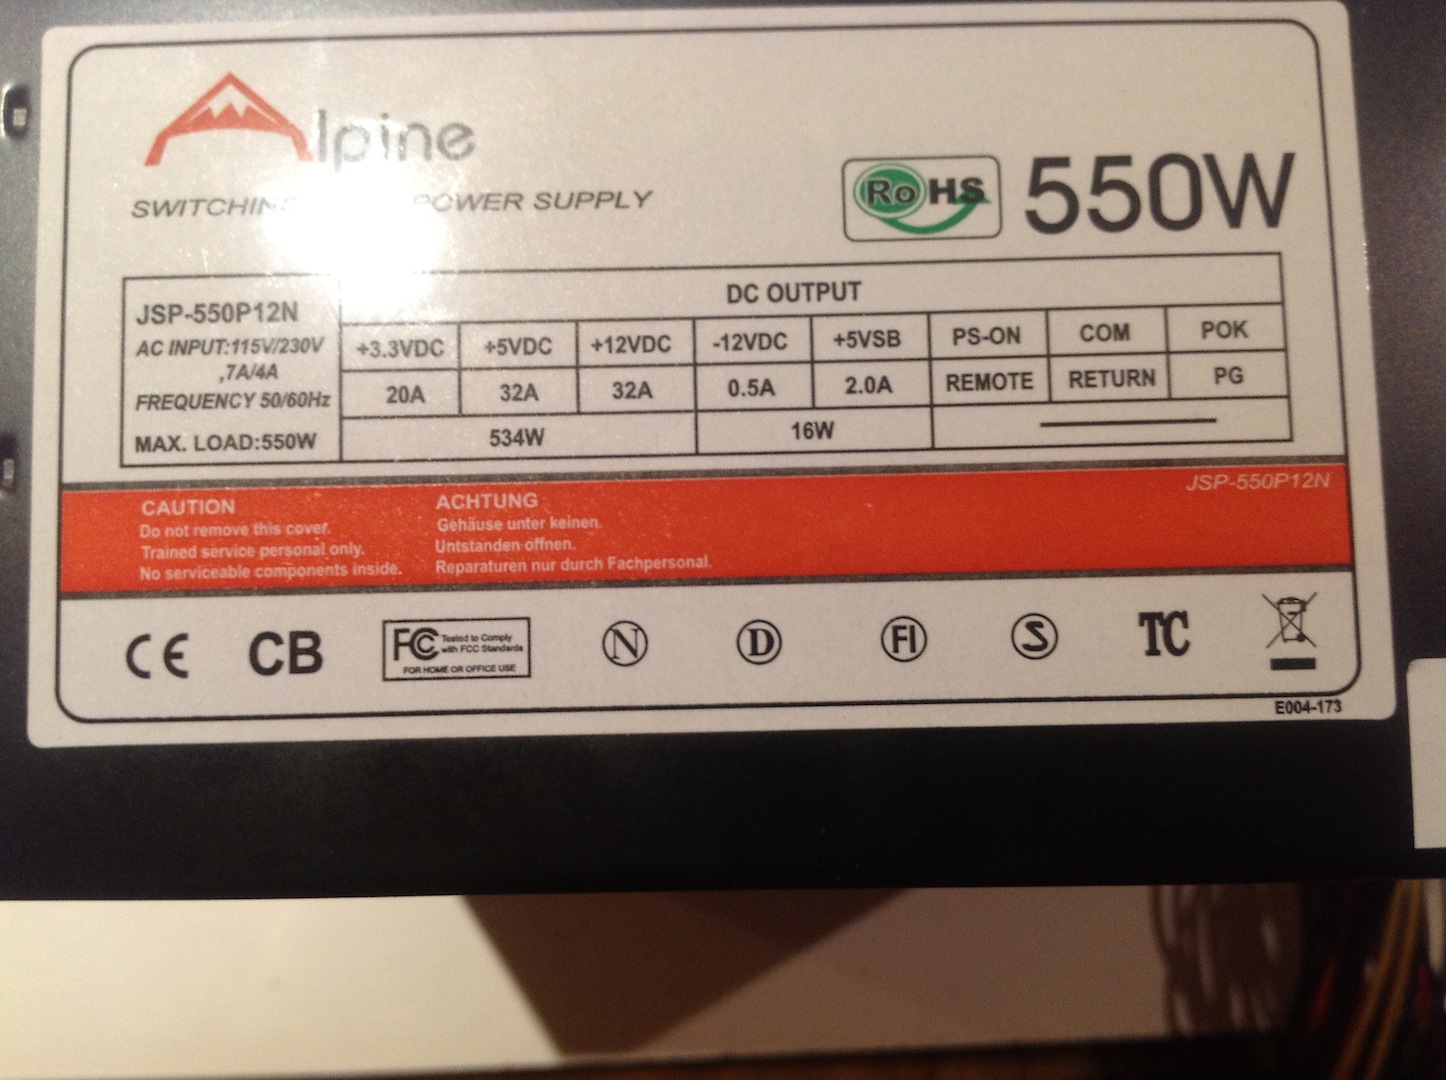 Alpine
POWER SUPPLY
RoHS
550W
JSP-550P12N
AC INPUT:115V/230V
,7A/4A
FREQUENCY 50/60Hz
MAX. LOAD:550W
DC OUTPUT
+3.3VDC +5VDC +12VDC -12VDC +5VSB PS-ON COM POK
20A 32A 32A 0.5A 2.0A REMOTE RETURN PG
534W 16W
JSP-550P12N
CAUTION
Do not remove this cover.
Trained service personal only.
No serviceable components inside.
ACHTUNG
Gehäuse unter keinen.
Untstanden offnen.
Reparaturen nur durch Fachpersonal.
CE
CB
FC Tested to Comply
with FCC Standards
FOR HOME OR OFFICE USE
N
D
FI
S
TC
E004-173